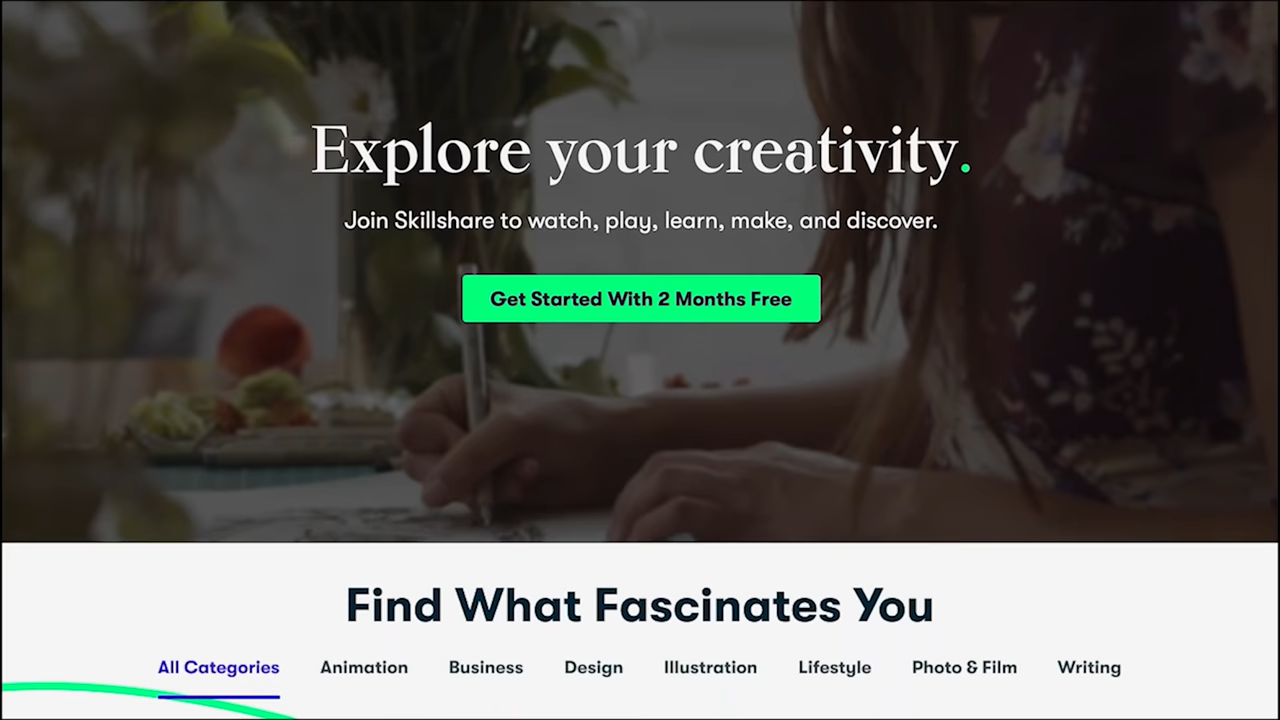 Explore your creativity.
Join Skillshare to watch, play, learn, make, and discover.
Get Started With 2 Months Free
Find What Fascinates You
All Categories Animation Business Design Illustration Lifestyle Photo & Film Writing